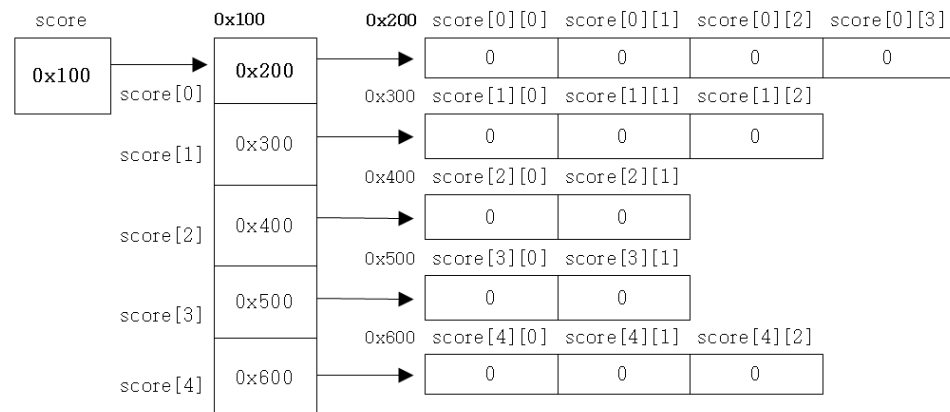 score 0x100 0x200 score[0][0] score[0][1] score[0][2] score[0][3]
0x100 0x200 0 0 0 0
score[0] 0x300 score[1][0] score[1][1] score[1][2]
score[1] 0x300 0 0 0
0x400 score[2][0] score[2][1]
score[2] 0x400 0 0
0x500 score[3][0] score[3][1]
score[3] 0x500 0 0
0x600 score[4][0] score[4][1] score[4][2]
score[4] 0x600 0 0 0